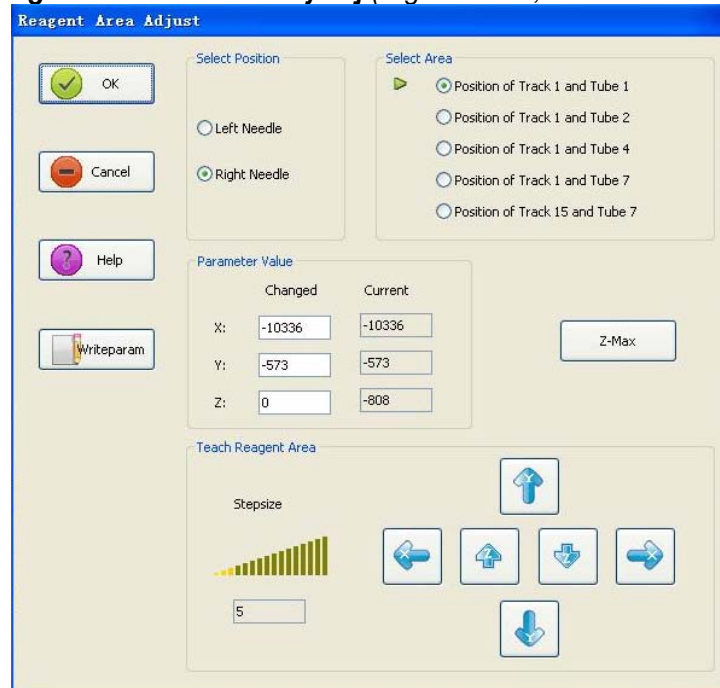 Reagent Area Adjust
OK
Cancel
Help
Writeparam
Select Position
Left Needle
Right Needle
Select Area
Position of Track 1 and Tube 1
Position of Track 1 and Tube 2
Position of Track 1 and Tube 4
Position of Track 1 and Tube 7
Position of Track 15 and Tube 7
Parameter Value
Changed Current
X: -10336 -10336
Y: -573 -573
Z: 0 -808
Z-Max
Teach Reagent Area
Stepsize
5
Y
X Z Z X
Y